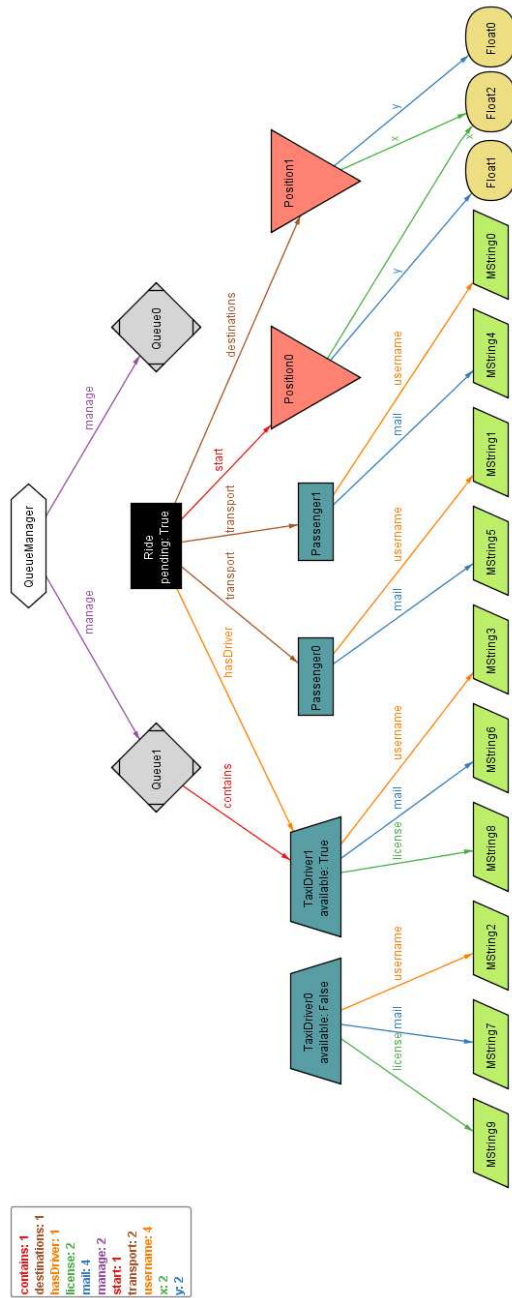 contains: 1
destinations: 1
hasDriver: 1
license: 2
mail: 4
manage: 2
start: 1
transport: 2
username: 4
x: 2
y: 2
QueueManager
manage
manage
Queue1
Queue0
contains
Ride
pending: True
hasDriver
transport
transport
start
destinations
TaxiDriver0
available: False
TaxiDriver1
available: True
Passenger0
Passenger1
Position0
Position1
license
mail
username
license
mail
username
mail
username
mail
username
y
x
x
y
MString9
MString7
MString2
MString8
MString6
MString3
MString5
MString1
MString4
MString0
Float1
Float2
Float0